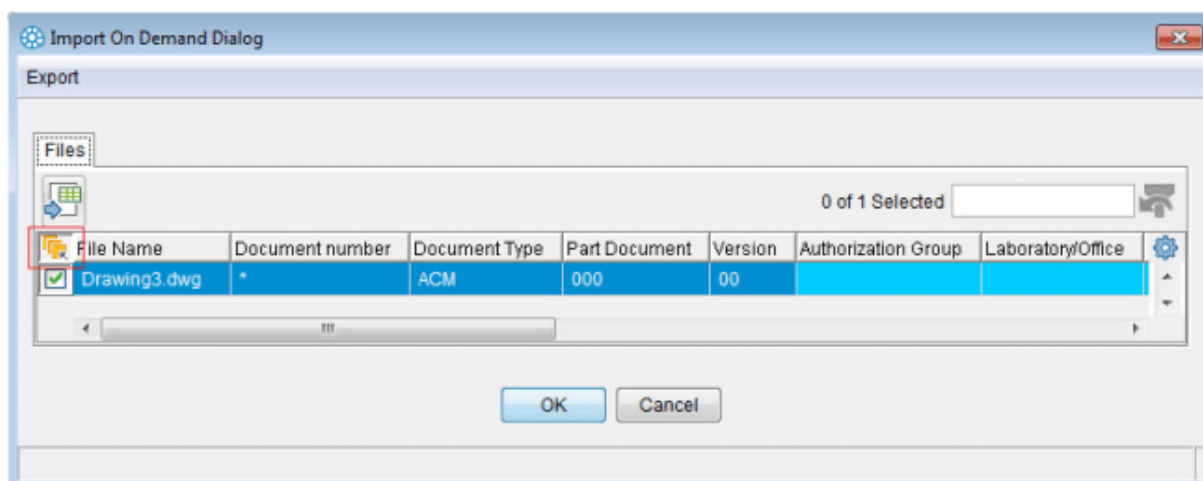 Import On Demand Dialog
Export
Files
0 of 1 Selected
File Name Document number Document Type Part Document Version Authorization Group Laboratory/Office
Drawing3.dwg * ACM 000 00
OK Cancel